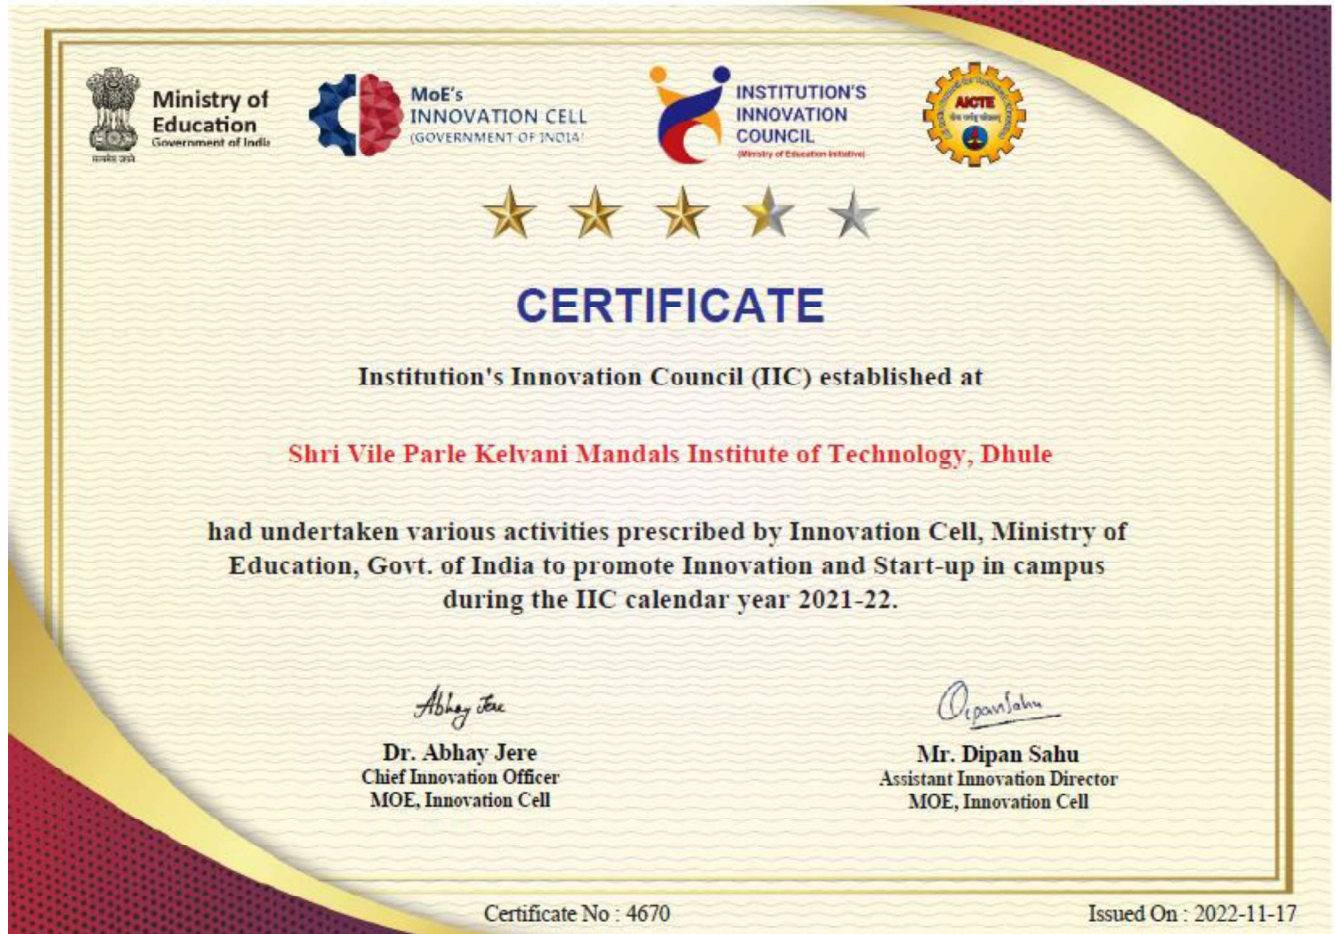 Ministry of
Education
Government of India
सत्यमेव जयते
MoE's
INNOVATION CELL
(GOVERNMENT OF INDIA)
INSTITUTION'S
INNOVATION
COUNCIL
(Ministry of Education Initiative)
AICTE
CERTIFICATE
Institution's Innovation Council (IIC) established at
Shri Vile Parle Kelvani Mandals Institute of Technology, Dhule
had undertaken various activities prescribed by Innovation Cell, Ministry of
Education, Govt. of India to promote Innovation and Start-up in campus
during the IIC calendar year 2021-22.
Abhay Jere
Dipan Sahu
Dr. Abhay Jere
Chief Innovation Officer
MOE, Innovation Cell
Mr. Dipan Sahu
Assistant Innovation Director
MOE, Innovation Cell
Certificate No : 4670
Issued On : 2022-11-17